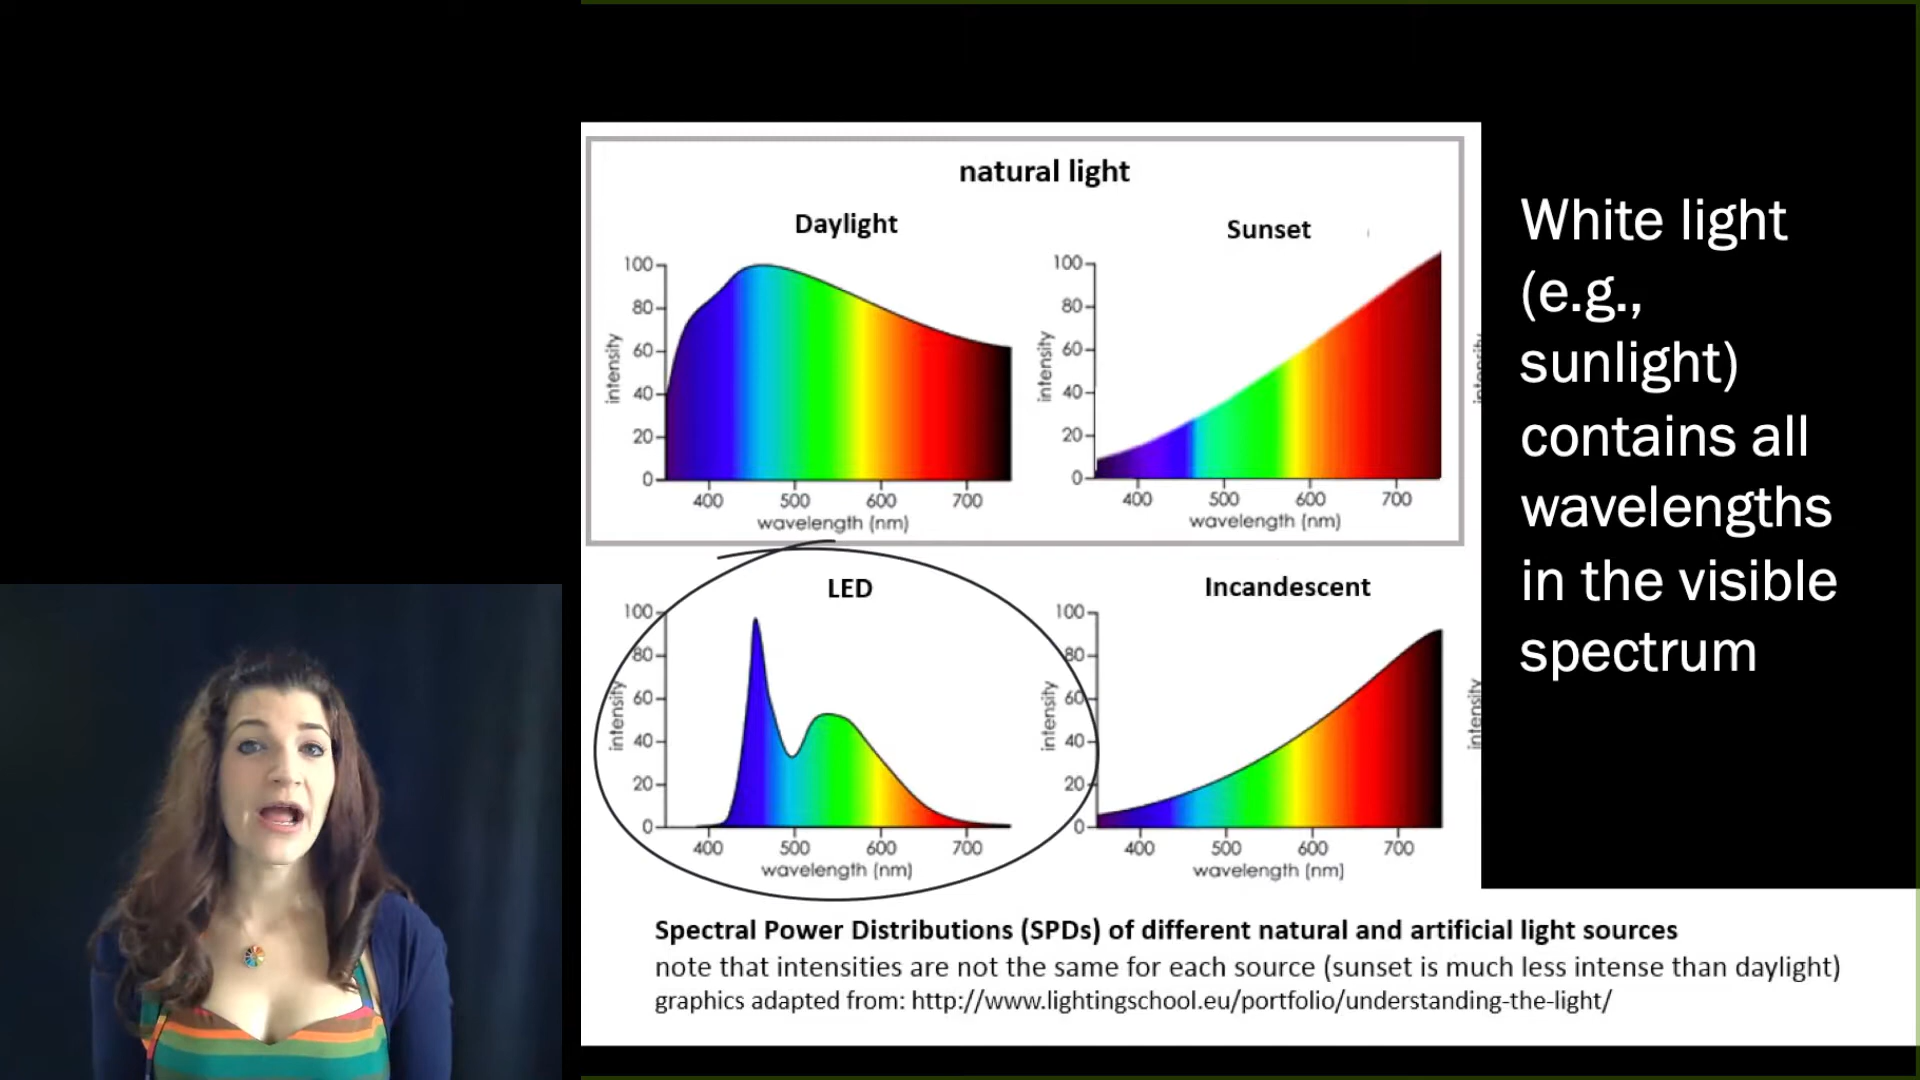 natural light
Daylight
100
80
60
40
20
0
intensity
400 500 600 700
wavelength (nm)
Sunset
100
80
60
40
20
0
intensity
400 500 600 700
wavelength (nm)
intensity
LED
100
80
60
40
20
0
intensity
400 500 600 700
wavelength (nm)
Incandescent
100
80
60
40
20
0
intensity
400 500 600 700
wavelength (nm)
intensity
White light
(e.g.,
sunlight)
contains all
wavelengths
in the visible
spectrum
Spectral Power Distributions (SPDs) of different natural and artificial light sources
note that intensities are not the same for each source (sunset is much less intense than daylight)
graphics adapted from: http://www.lightingschool.eu/portfolio/understanding-the-light/